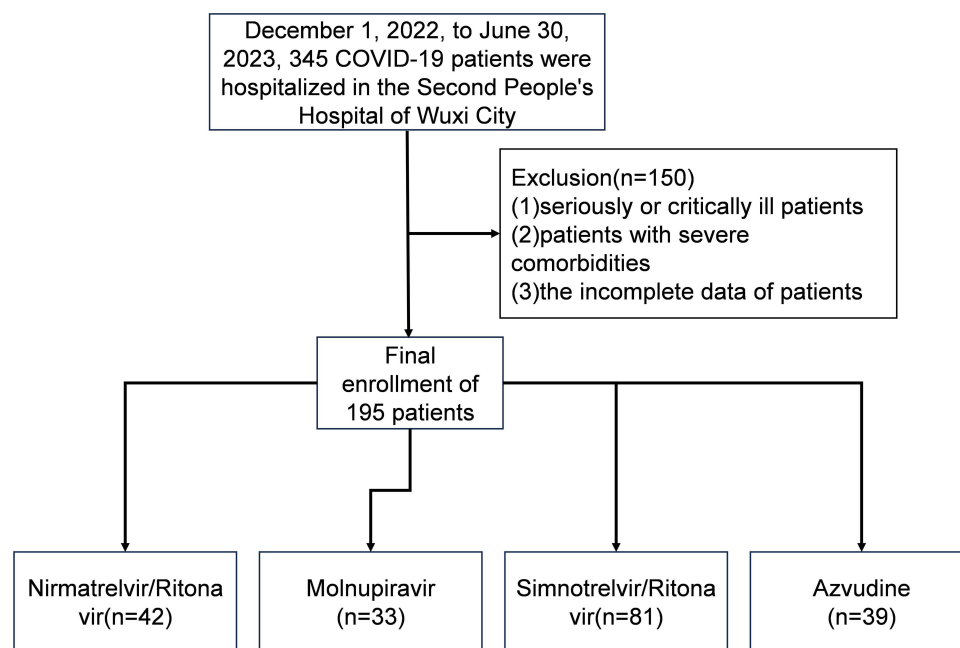 December 1, 2022, to June 30,
2023, 345 COVID-19 patients were
hospitalized in the Second People's
Hospital of Wuxi City
Exclusion(n=150)
(1)seriously or critically ill patients
(2)patients with severe
comorbidities
(3)the incomplete data of patients
Final
enrollment of
195 patients
Nirmatrelvir/Ritona
vir(n=42)
Molnupiravir
(n=33)
Simnotrelvir/Ritona
vir(n=81)
Azvudine
(n=39)